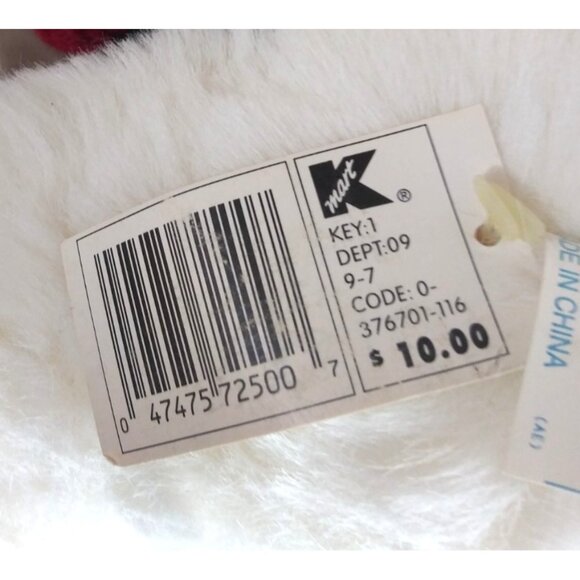 K mart ®
KEY:1
DEPT:09
9-7
CODE: 0-
376701-116
$ 10.00
0 47475 72500 7
DE IN CHINA
(AE)